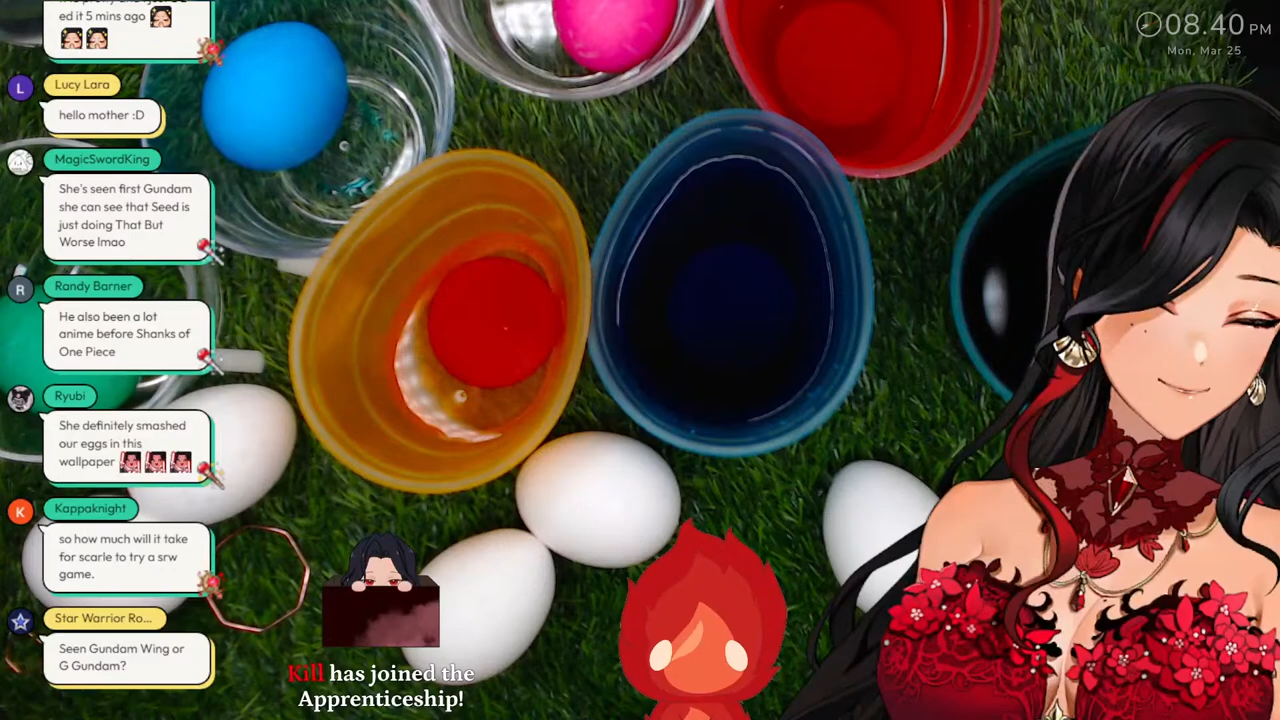 ed it 5 mins ago
Lucy Lara
hello mother :D
MagicSwordKing
She's seen first Gundam
she can see that Seed is
just doing That But
Worse lmao
Randy Barner
He also been a lot
anime before Shanks of
One Piece
Ryubi
She definitely smashed
our eggs in this
wallpaper
Kappaknight
so how much will it take
for scarle to try a srw
game.
Star Warrior Ro...
Seen Gundam Wing or
G Gundam?
L
R
K
Kill has joined the
Apprenticeship!
08.40 PM
Mon, Mar 25